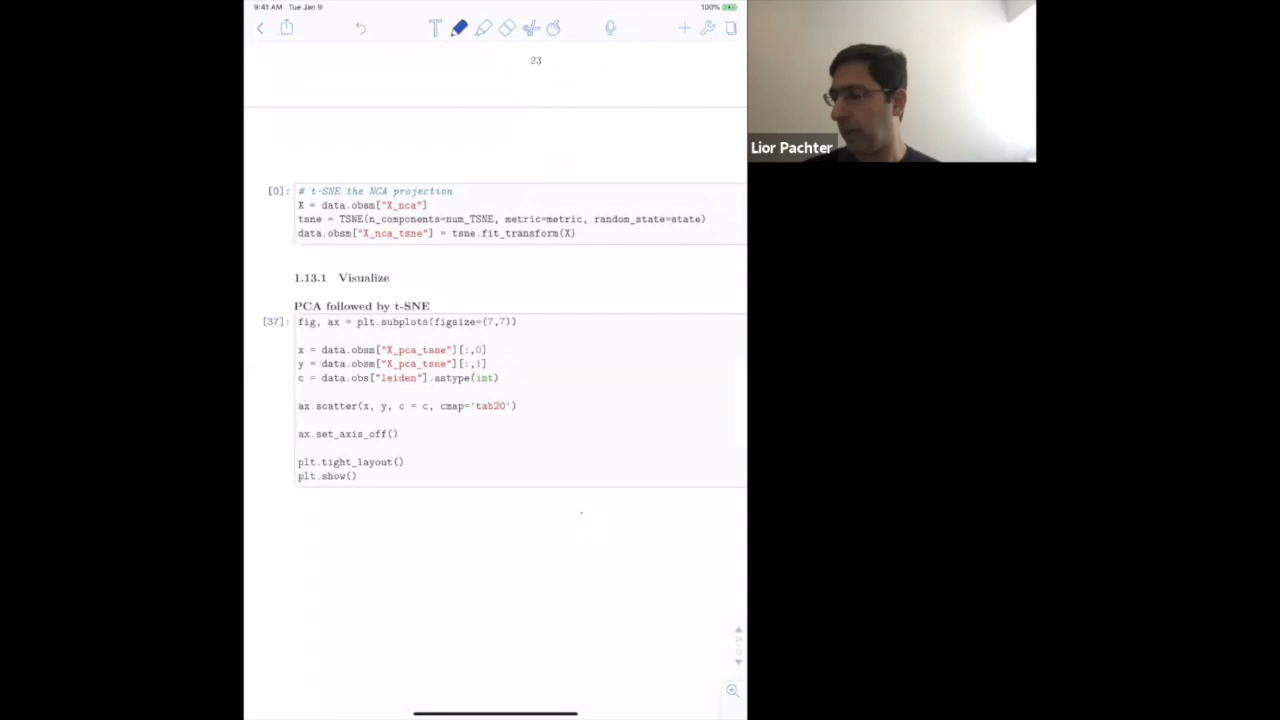 9:41 AM Tue Jan 9
100%
23
[0]: # t-SNE the NCA projection
X = data.obsm["X_nca"]
tsne = TSNE(n_components=num_TSNE, metric=metric, random_state=state)
data.obsm["X_nca_tsne"] = tsne.fit_transform(X)
1.13.1 Visualize
PCA followed by t-SNE
[37]: fig, ax = plt.subplots(figsize=(7,7))
x = data.obsm["X_pca_tsne"][:,0]
y = data.obsm["X_pca_tsne"][:,1]
c = data.obs["leiden"].astype(int)
ax.scatter(x, y, c = c, cmap='tab20')
ax.set_axis_off()
plt.tight_layout()
plt.show()
Lior Pachter